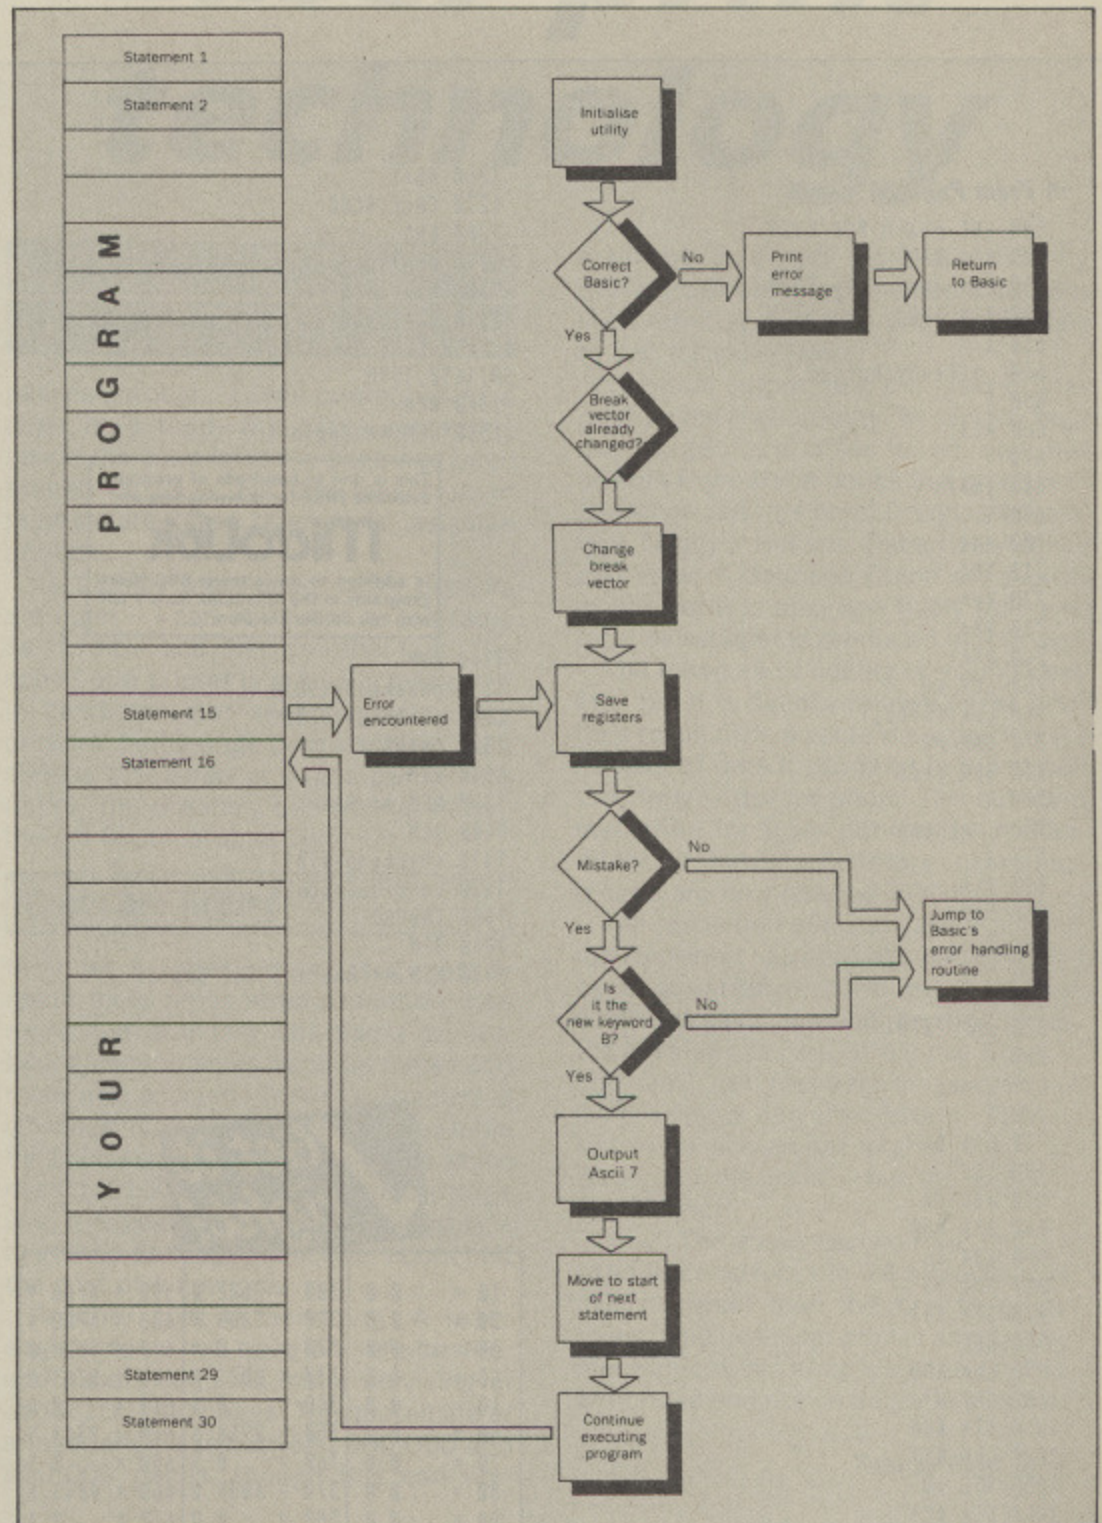 Statement 1
Statement 2
YOUR PROGRAM
Statement 15
Statement 16
Statement 29
Statement 30
Initialise
utility
Correct
Basic?
No
Print
error
message
Return
to Basic
Yes
Break
vector
already
changed?
Change
break
vector
Error
encountered
Save
registers
Mistake?
No
Yes
Jump to
Basic's
error handling
routine
Is
it the
new keyword
B?
No
Yes
Output
Ascii 7
Move to start
of next
statement
Continue
executing
program